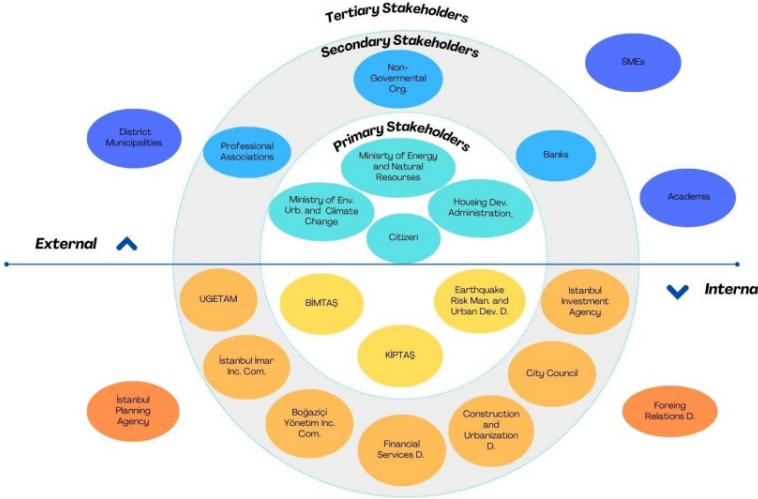 Tertiary Stakeholders
Secondary Stakeholders
Non-
Govermental
Org.
SMEs
District
Municipalities
Professional
Associations
Primary Stakeholders
Minisrty of Energy
and Natural
Resourses
Banks
Ministry of Env.
Urb. and Climate
Change
Housing Dev.
Administration.
Academia
Citizen
External
Interna
UGETAM
BİMTAŞ
Earthquake
Risk Man. and
Urban Dev. D.
Istanbul
Investment
Agency
KİPTAŞ
İstanbul İmar
Inc. Com.
City Council
İstanbul
Planning
Agency
Boğaziçi
Yönetim Inc.
Com.
Financial
Services D.
Construction
and
Urbanization
D.
Foreing
Relations D.